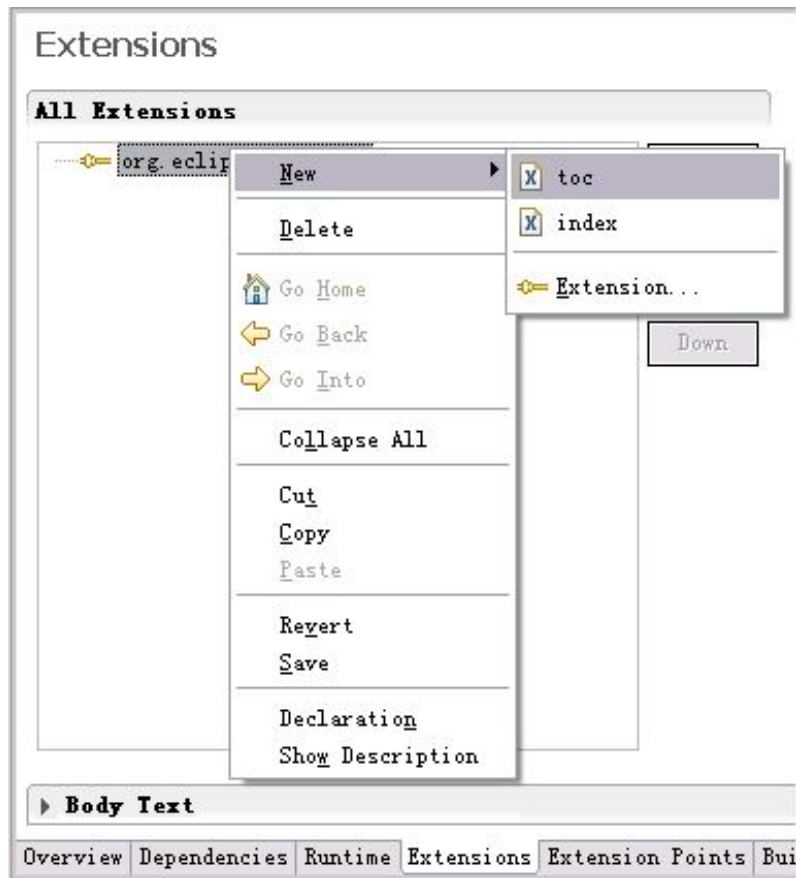 Extensions
All Extensions
org.eclip
New
toc
index
Extension...
Delete
Go Home
Go Back
Go Into
Down
Collapse All
Cut
Copy
Paste
Revert
Save
Declaration
Show Description
Body Text
Overview Dependencies Runtime Extensions Extension Points Bui